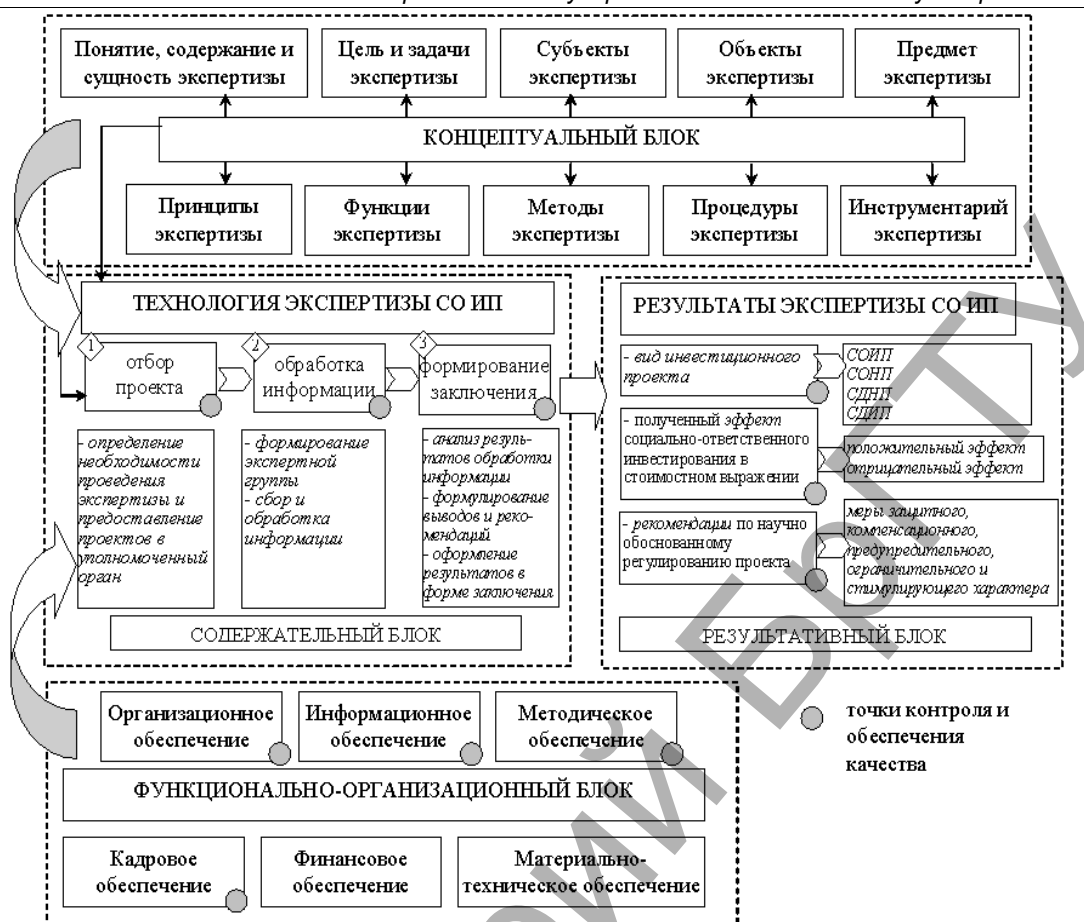 Понятие, содержание и
сущность экспертизы
Цель и задачи
экспертизы
Субъекты
экспертизы
Объекты
экспертизы
Предмет
экспертизы
КОНЦЕПТУАЛЬНЫЙ БЛОК
Принципы
экспертизы
Функции
экспертизы
Методы
экспертизы
Процедуры
экспертизы
Инструментарий
экспертизы
ТЕХНОЛОГИЯ ЭКСПЕРТИЗЫ СО ИП
1
отбор
проекта
2
обработка
информации
3
формирование
заключения
- определение
необходимости
проведения
экспертизы и
предоставление
проектов в
уполномоченный
орган
- формирование
экспертной
группы
- сбор и
обработка
информации
- анализ резуль-
татов обработки
информации
- формулирование
выводов и реко-
мендаций
- оформление
результатов в
форме заключения
СОДЕРЖАТЕЛЬНЫЙ БЛОК
РЕЗУЛЬТАТЫ ЭКСПЕРТИЗЫ СО ИП
- вид инвестиционного
проекта
СОИП
СОНП
СДНП
СДИП
- полученный эффект
социально-ответственного
инвестирования в
стоимостном выражении
положительный эффект
отрицательный эффект
- рекомендации по научно
обоснованному
регулированию проекта
меры защитного,
компенсационного,
предупредительного,
ограничительного и
стимулирующего характера
РЕЗУЛЬТАТИВНЫЙ БЛОК
Организационное
обеспечение
Информационное
обеспечение
Методическое
обеспечение
ФУНКЦИОНАЛЬНО-ОРГАНИЗАЦИОННЫЙ БЛОК
Кадровое
обеспечение
Финансовое
обеспечение
Материально-
техническое обеспечение
точки контроля и
обеспечения
качества
БрГТУ